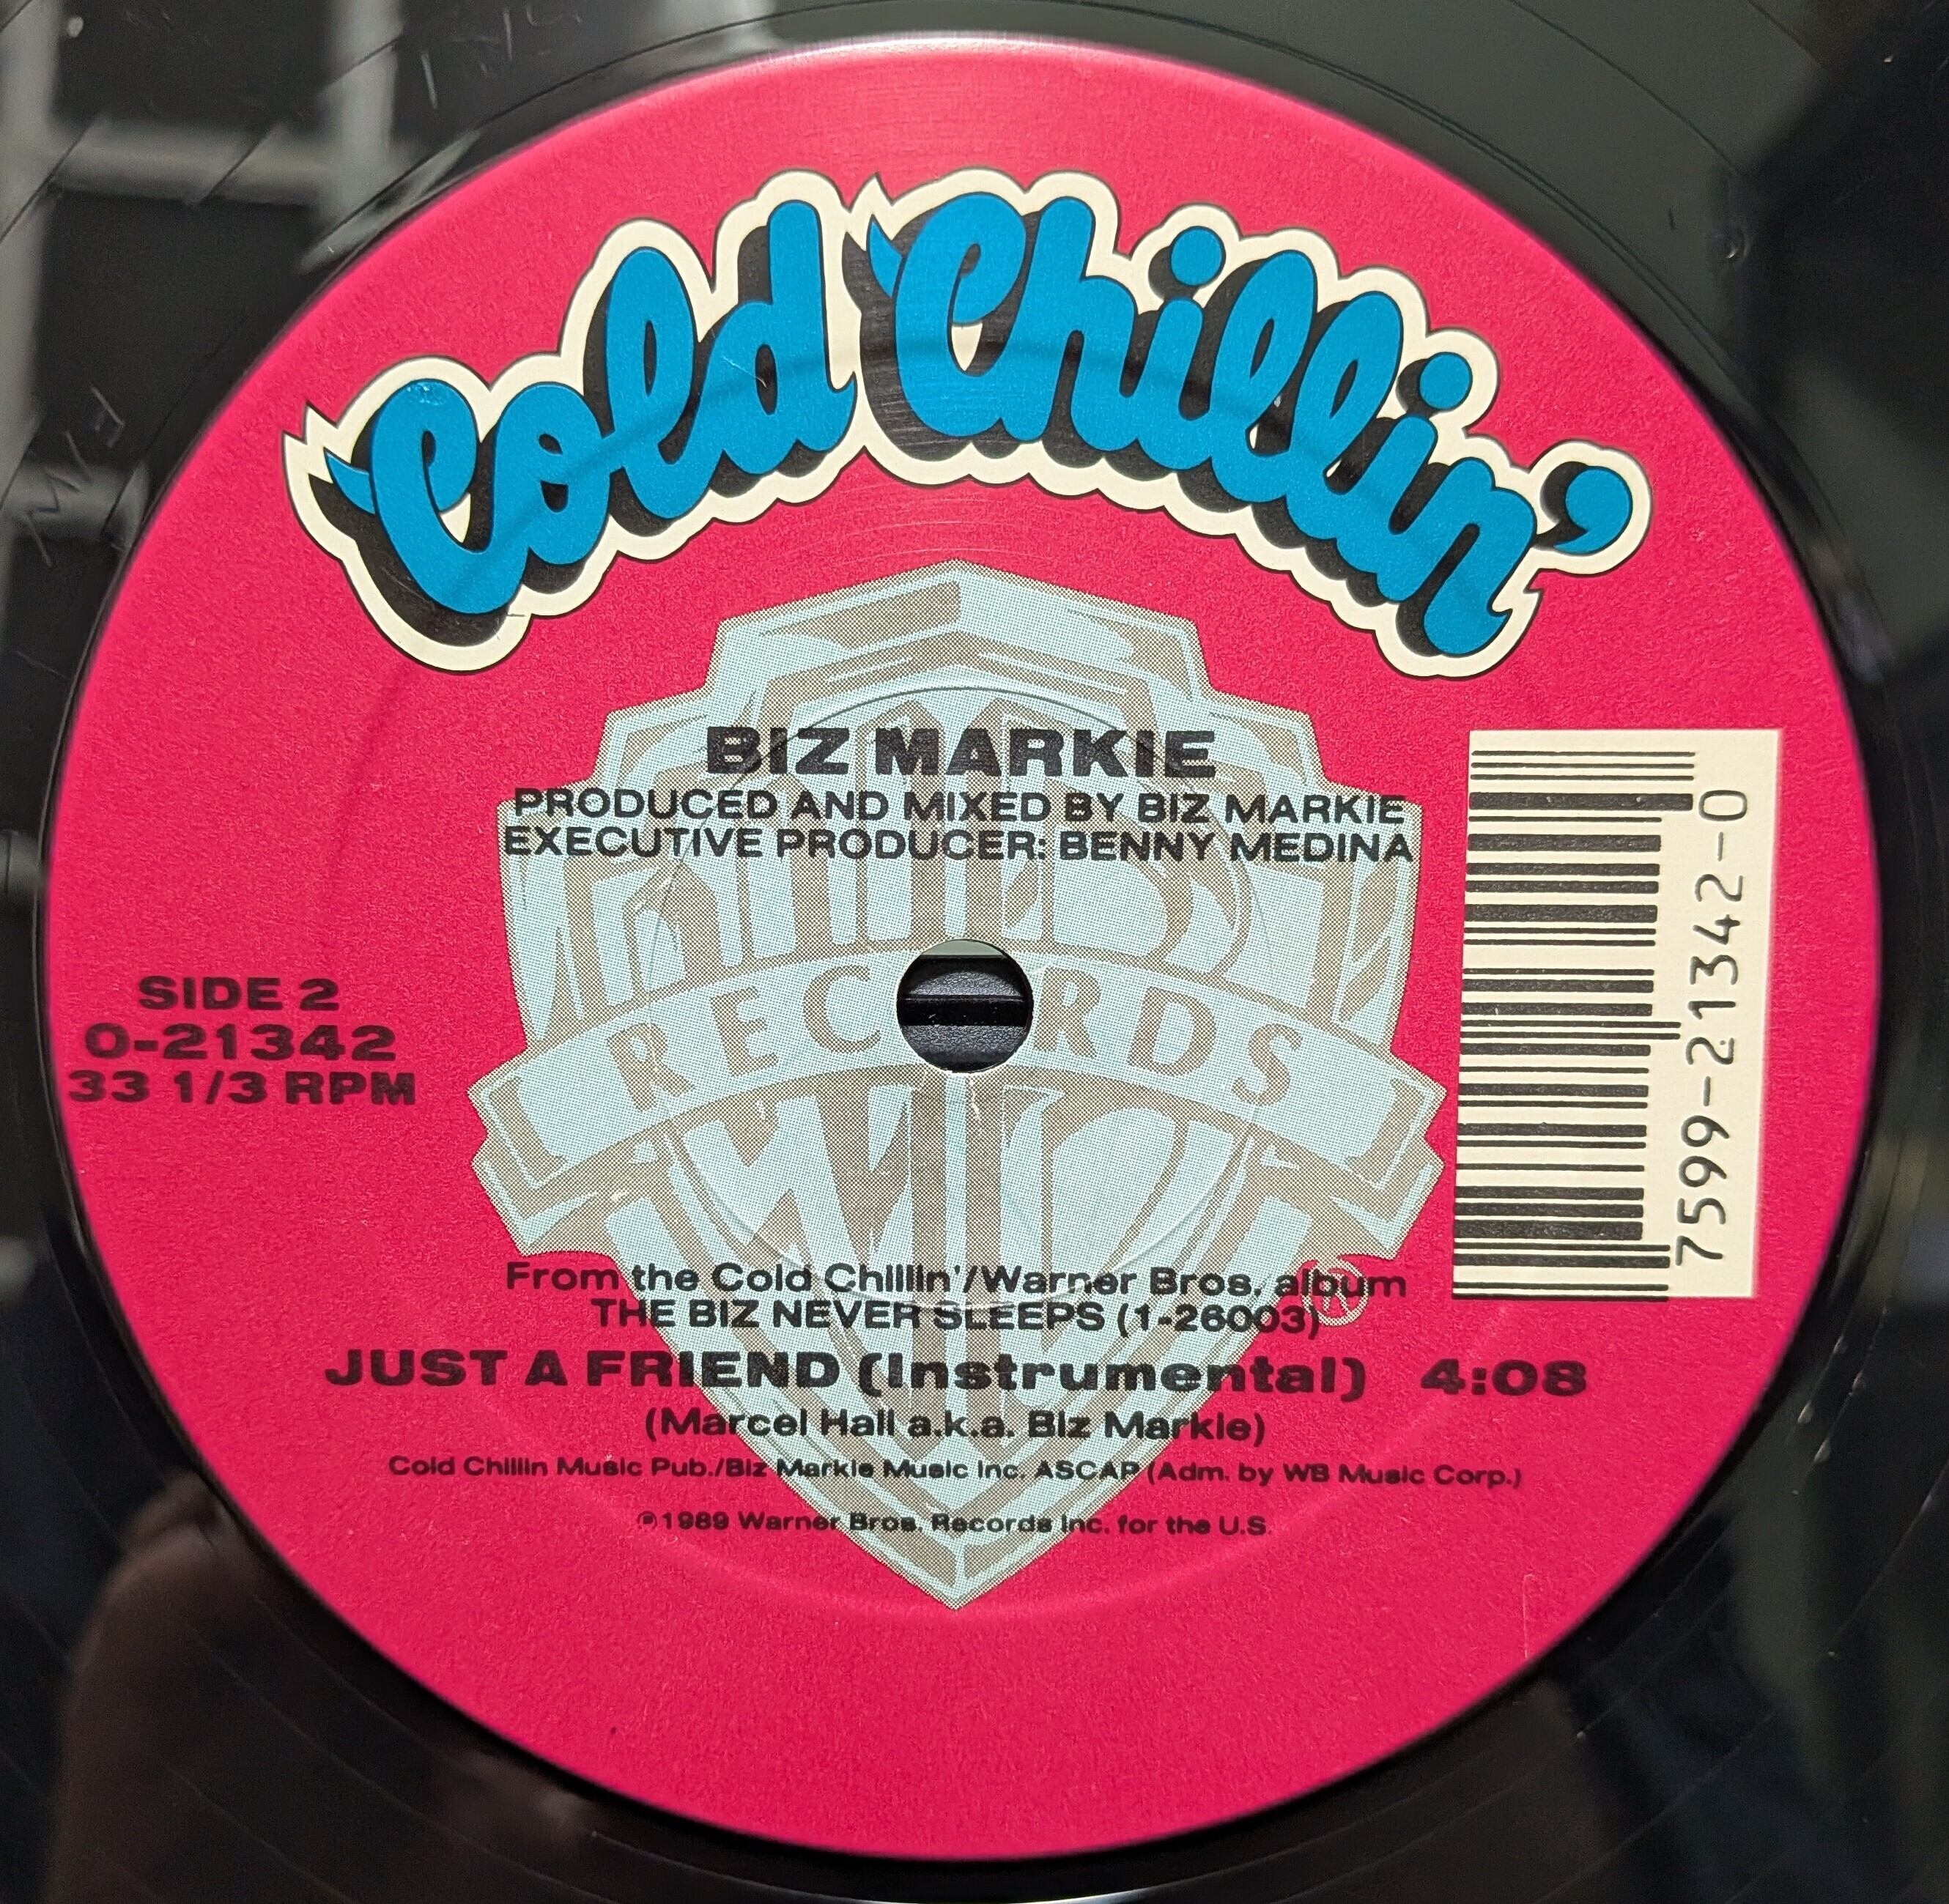 Cold Chillin'
BIZ MARKIE
PRODUCED AND MIXED BY BIZ MARKIE
EXECUTIVE PRODUCER: BENNY MEDINA
SIDE 2
0-21342
33 1/3 RPM
RECORDS
7599-21342-0
From the Cold Chillin'/Warner Bros. album
THE BIZ NEVER SLEEPS (1-26003)
®
JUST A FRIEND (Instrumental) 4:08
(Marcel Hall a.k.a. Biz Markie)
Cold Chillin Music Pub./Biz Markie Music Inc. ASCAP (Adm. by WB Music Corp.)
℗1989 Warner Bros. Records Inc. for the U.S.